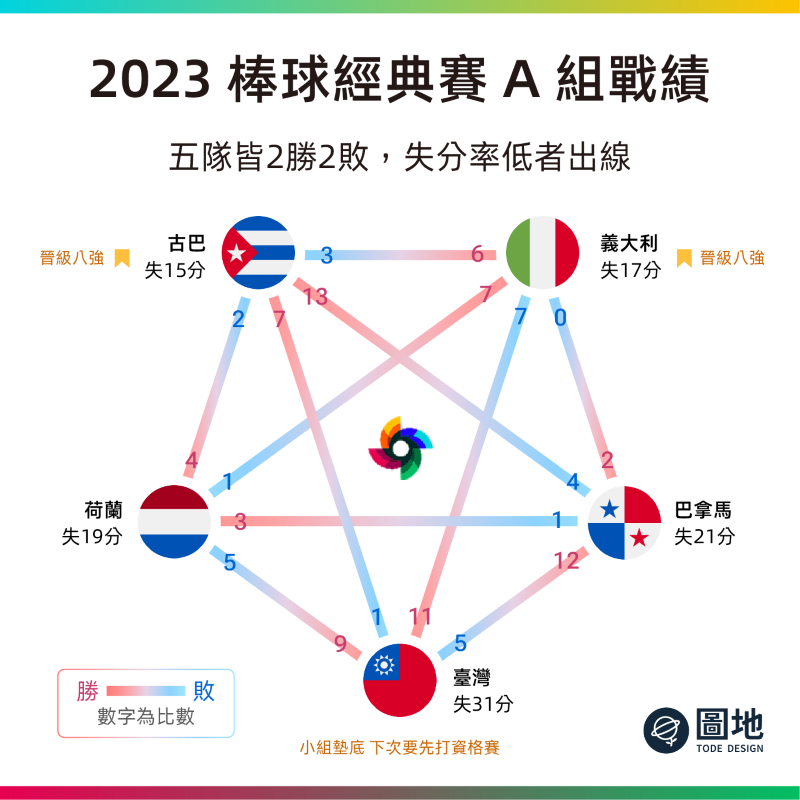 2023 棒球經典賽 A 組戰績
五隊皆2勝2敗，失分率低者出線
晉級八強
古巴
失15分
義大利
失17分
晉級八強
3
6
13
7
2
7
7
0
4
1
4
2
荷蘭
失19分
3
1
巴拿馬
失21分
5
12
9
1
11
5
臺灣
失31分
勝
敗
數字為比數
小組墊底 下次要先打資格賽
圖地
TODE DESIGN